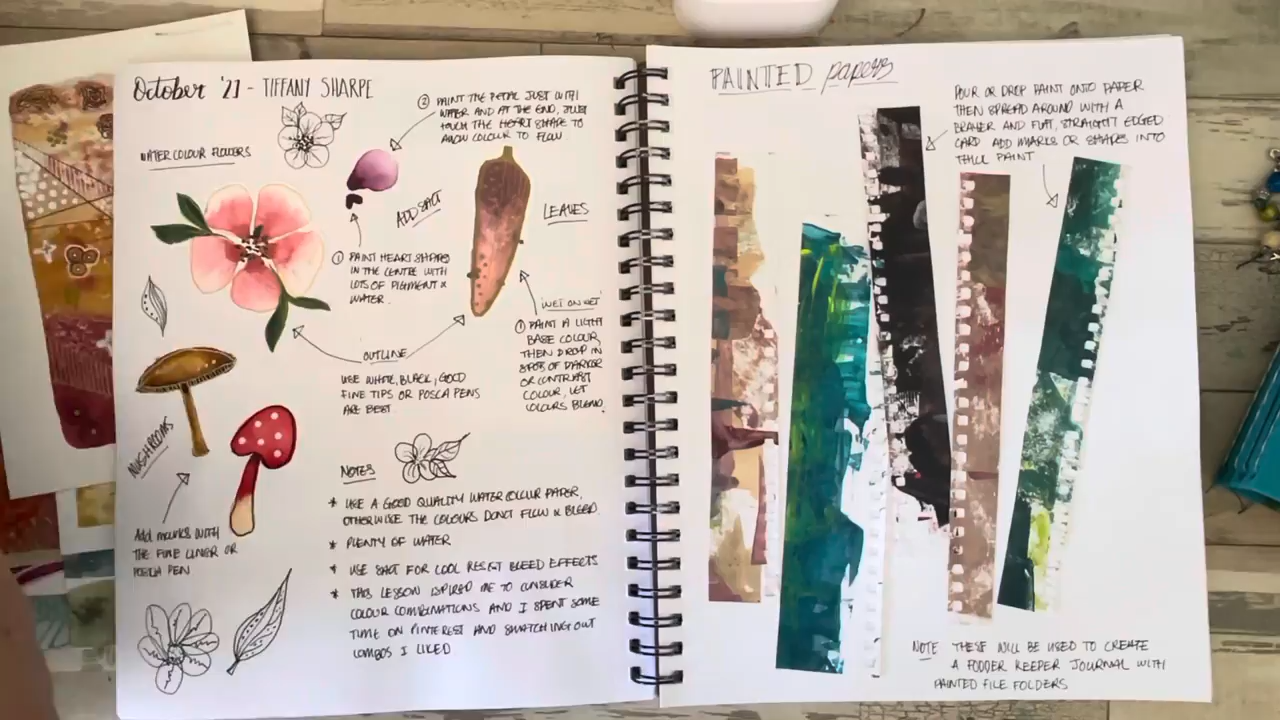 October '21 - TIFFANY SHARPE
WATER COLOUR FLOWERS
② PAINT THE PETAL JUST WITH
WATER AND AT THE END, JUST
TOUCH THE HEART SHAPE TO
ALLOW COLOUR TO FLOW.
ADD SALT
LEAVES
① PAINT HEART SHAPE
IN THE CENTRE WITH
LOTS OF PIGMENT &
WATER.
'WET ON WET'
① PAINT A LIGHT
BASE COLOUR,
THEN DROP IN
SPOTS OF DARKER
OR CONTRAST
COLOUR, LET
COLOURS BLEND.
OUTLINE
USE WHITE, BLACK, GOLD
FINE TIPS OR POSCA PENS
ARE BEST.
MUSHROOMS
Add marks WITH
THE FINE LINER OR
POSCA PEN
NOTES
* USE A GOOD QUALITY WATERCOLOUR PAPER,
OTHERWISE THE COLOURS DON'T FLOW & BLEED.
* PLENTY OF WATER
* USE SALT FOR COOL RESIST BLEED EFFECTS
* THIS LESSON ISPIRED ME TO CONSIDER
COLOUR COMBINATIONS AND I SPENT SOME
TIME ON PINTEREST AND SWATCHING OUT
COMBOS I LIKED
PAINTED papers
POUR OR DROP PAINT ONTO PAPER
THEN SPREAD AROUND WITH A
BRAYER AND FLAT, STRAIGHT EDGED
CARD ADD MARKS OR SHAPES INTO
THICK PAINT
NOTE THESE WILL BE USED TO CREATE
A FODDER KEEPER JOURNAL WITH
PAINTED FILE FOLDERS